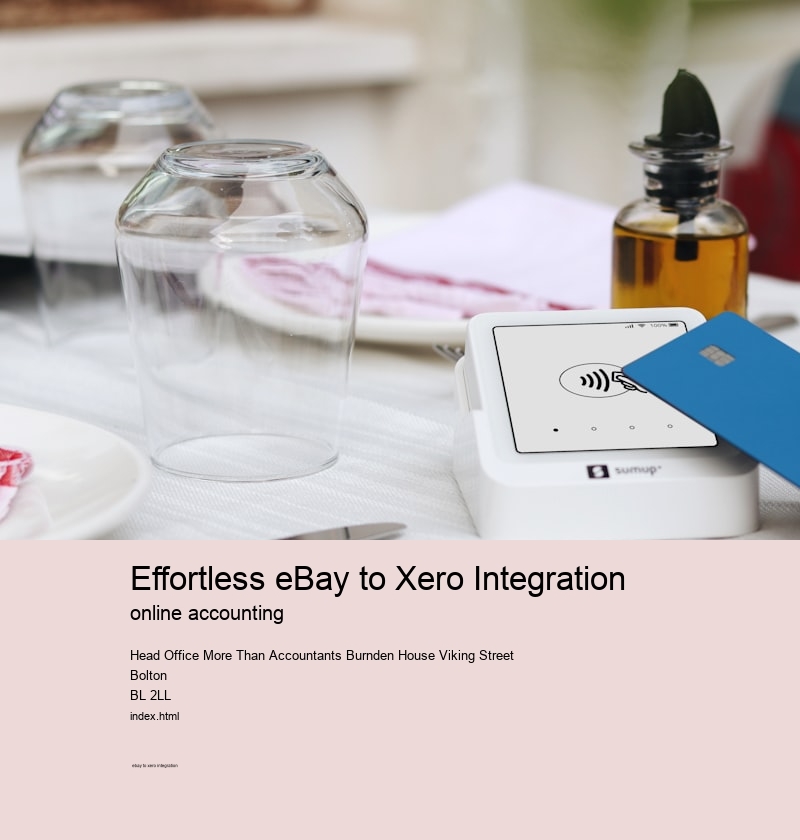 100%
sumup
Effortless eBay to Xero Integration
online accounting
Head Office More Than Accountants Burnden House Viking Street
Bolton
BL 2LL
index.html
ebay to xero integration